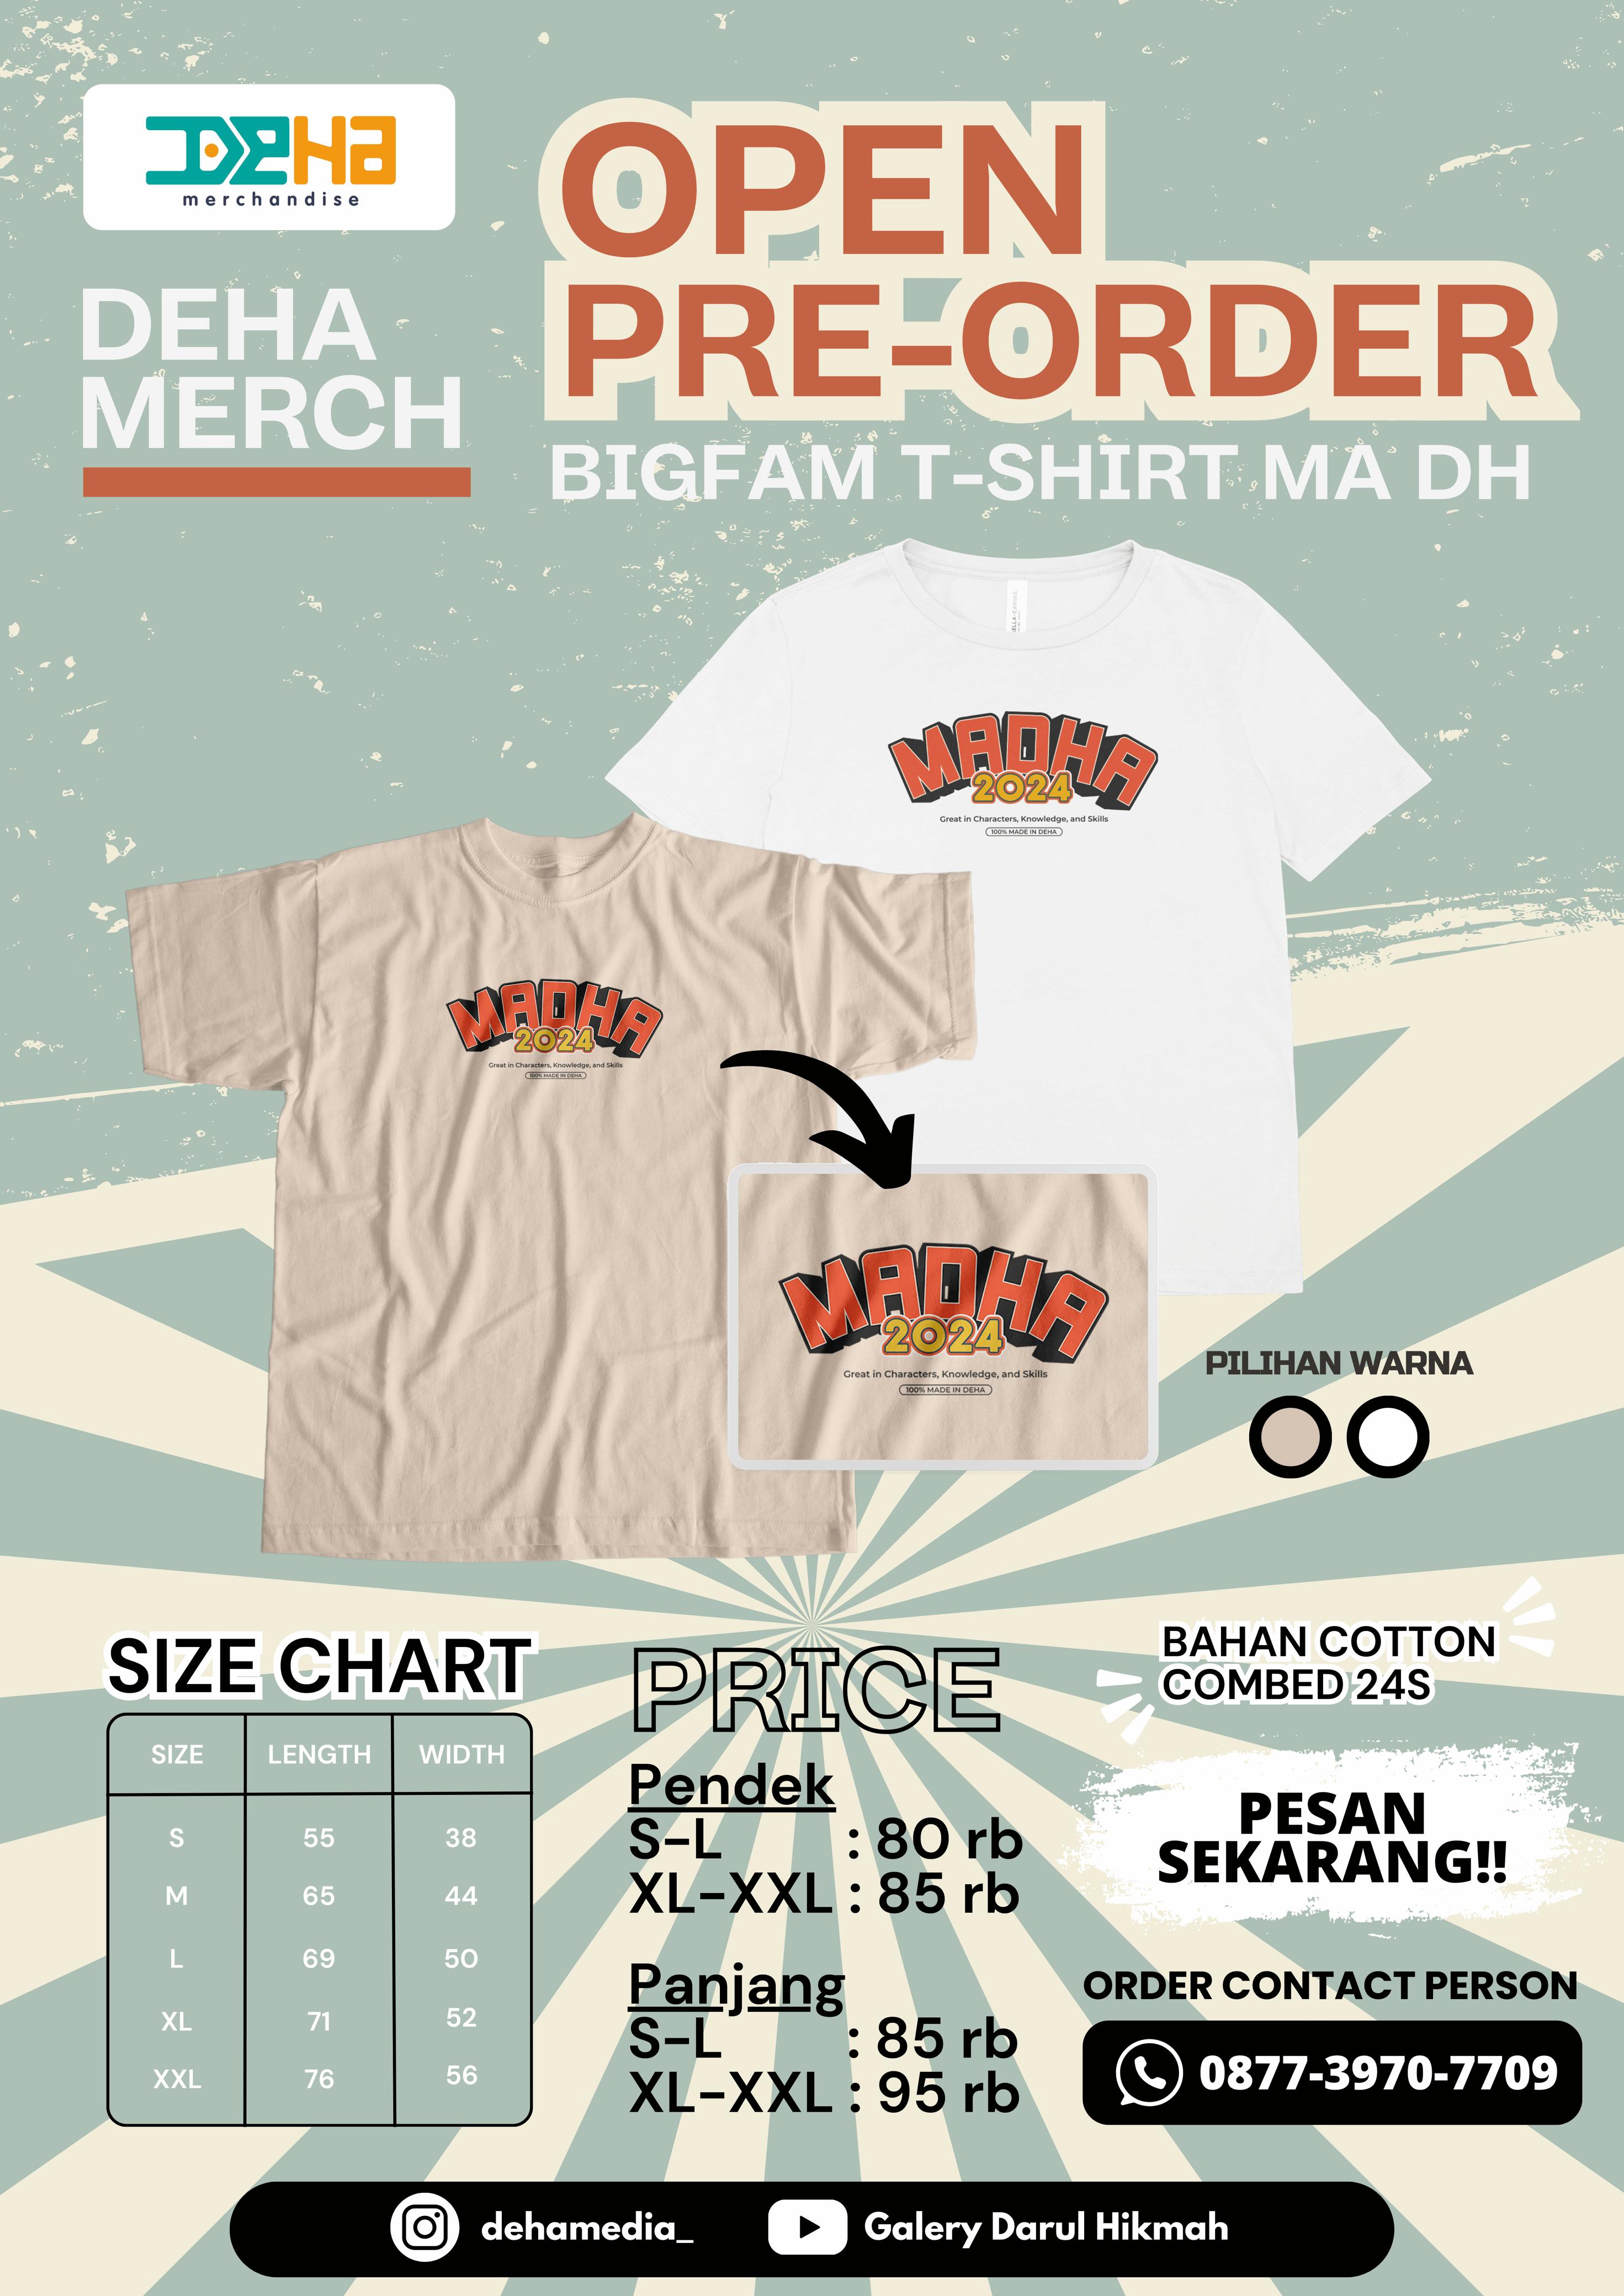 DEHA
merchandise
DEHA
MERCH
OPEN
PRE-ORDER
BIGFAM T-SHIRT MA DH
MADHA
2024
Great in Characters, Knowledge, and Skills
100% MADE IN DEHA
MADHA
2024
Great in Characters, Knowledge, and Skills
100% MADE IN DEHA
MADHA
2024
Great in Characters, Knowledge, and Skills
100% MADE IN DEHA
PILIHAN WARNA
SIZE CHART
SIZE LENGTH WIDTH
S 55 38
M 65 44
L 69 50
XL 71 52
XXL 76 56
PRICE
Pendek
S-L : 80 rb
XL-XXL : 85 rb
Panjang
S-L : 85 rb
XL-XXL : 95 rb
BAHAN COTTON
COMBED 24S
PESAN
SEKARANG!!
ORDER CONTACT PERSON
0877-3970-7709
dehamedia_
Galery Darul Hikmah